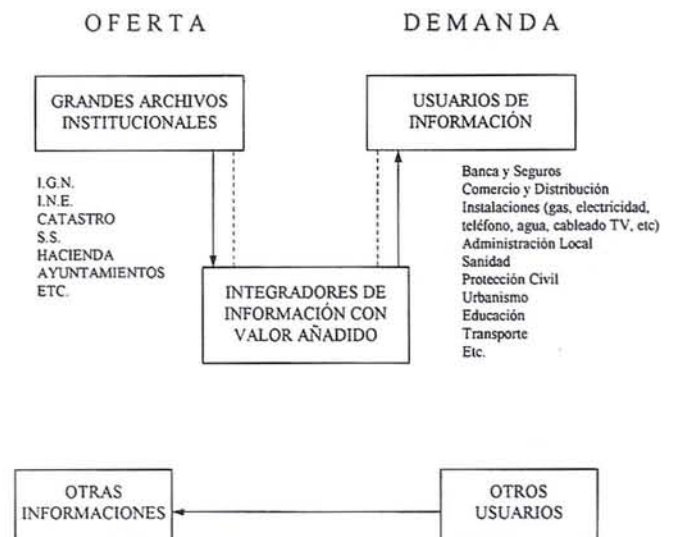 OFERTA
DEMANDA
GRANDES ARCHIVOS
INSTITUCIONALES
USUARIOS DE
INFORMACIÓN
I.G.N.
I.N.E.
CATASTRO
S.S.
HACIENDA
AYUNTAMIENTOS
ETC.
Banca y Seguros
Comercio y Distribución
Instalaciones (gas, electricidad,
teléfono, agua, cableado TV, etc)
Administración Local
Sanidad
Protección Civil
Urbanismo
Educación
Transporte
Etc.
INTEGRADORES DE
INFORMACIÓN CON
VALOR AÑADIDO
OTRAS
INFORMACIONES
OTROS
USUARIOS